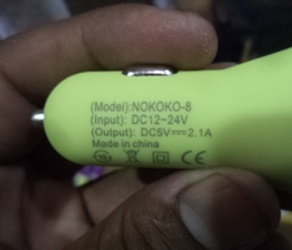 (Model):NOKOKO-8
(Input): DC12~24V
(Output): DC5V⎓2.1A
Made in china
CE